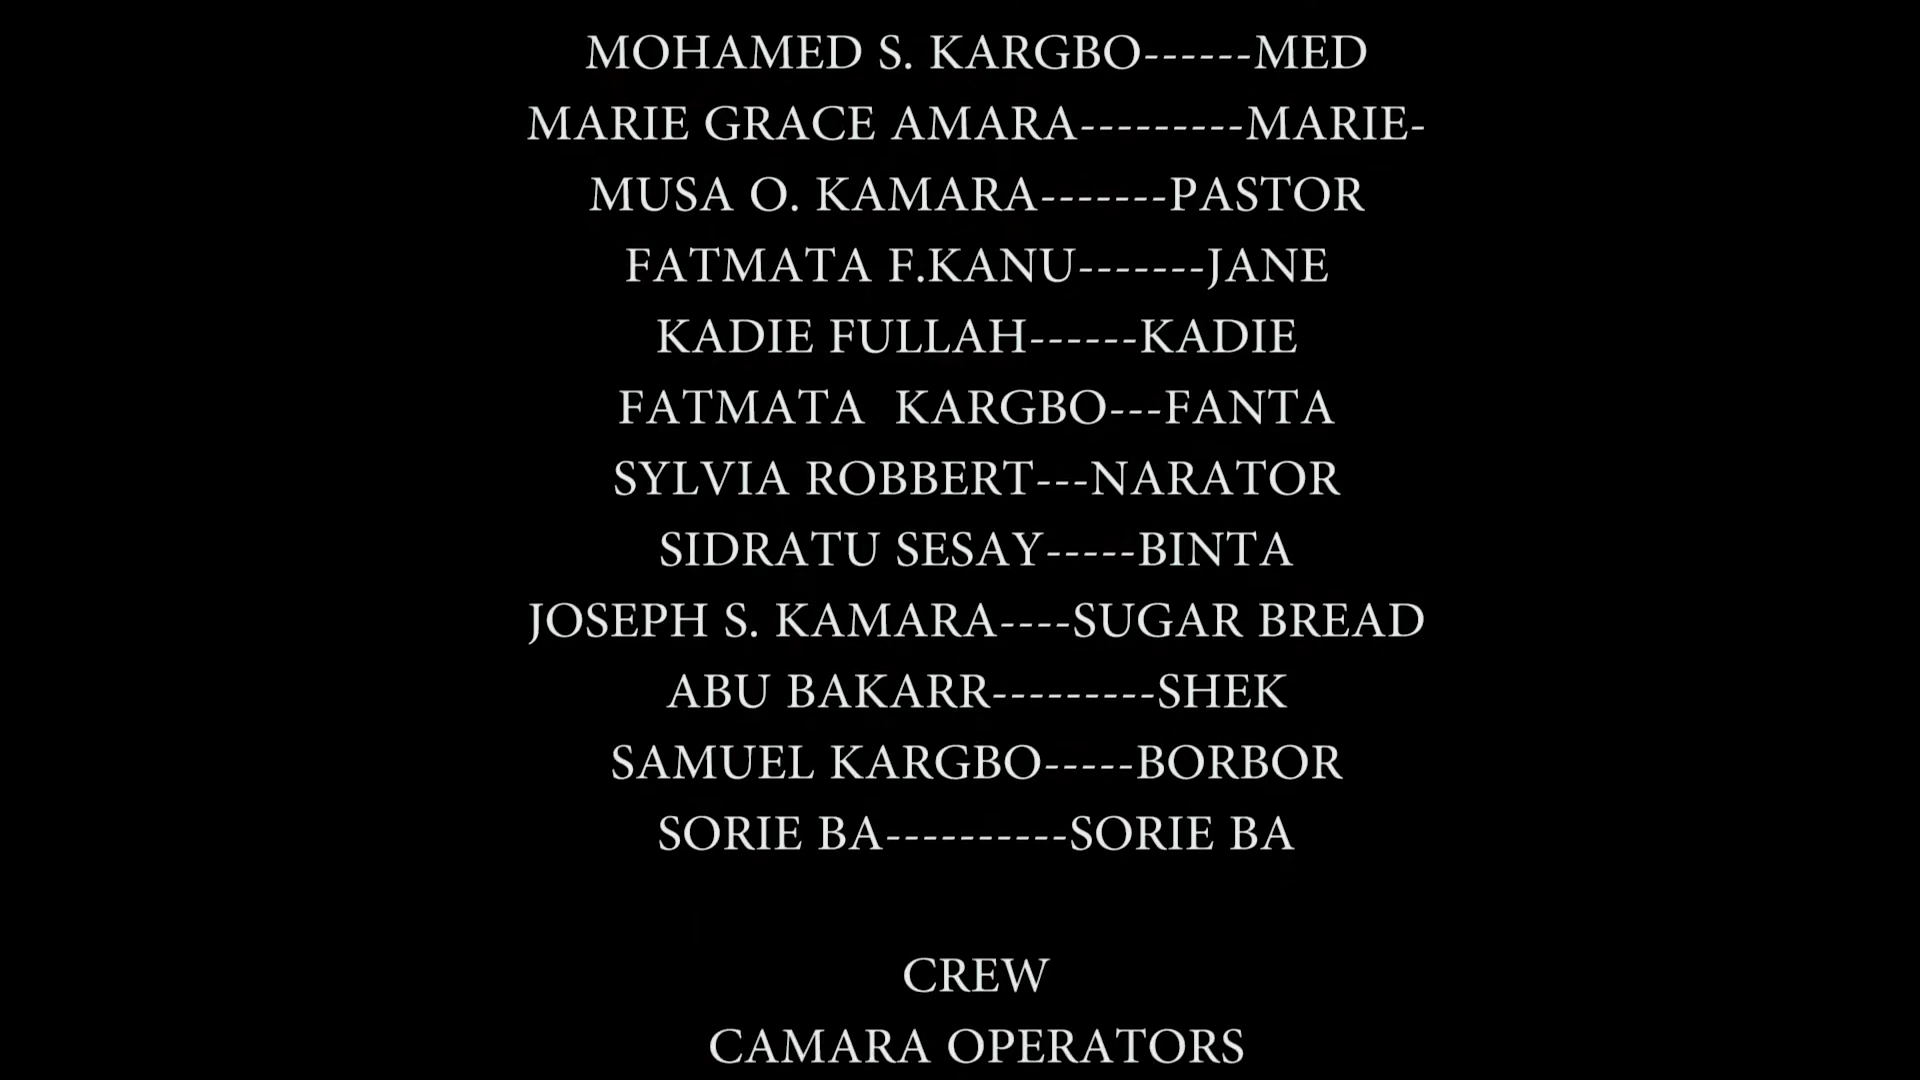 MOHAMED S. KARGBO------MED
MARIE GRACE AMARA---------MARIE-
MUSA O. KAMARA-------PASTOR
FATMATA F.KANU-------JANE
KADIE FULLAH------KADIE
FATMATA  KARGBO---FANTA
SYLVIA ROBBERT---NARATOR
SIDRATU SESAY-----BINTA
JOSEPH S. KAMARA----SUGAR BREAD
ABU BAKARR---------SHEK
SAMUEL KARGBO-----BORBOR
SORIE BA----------SORIE BA
CREW
CAMARA OPERATORS